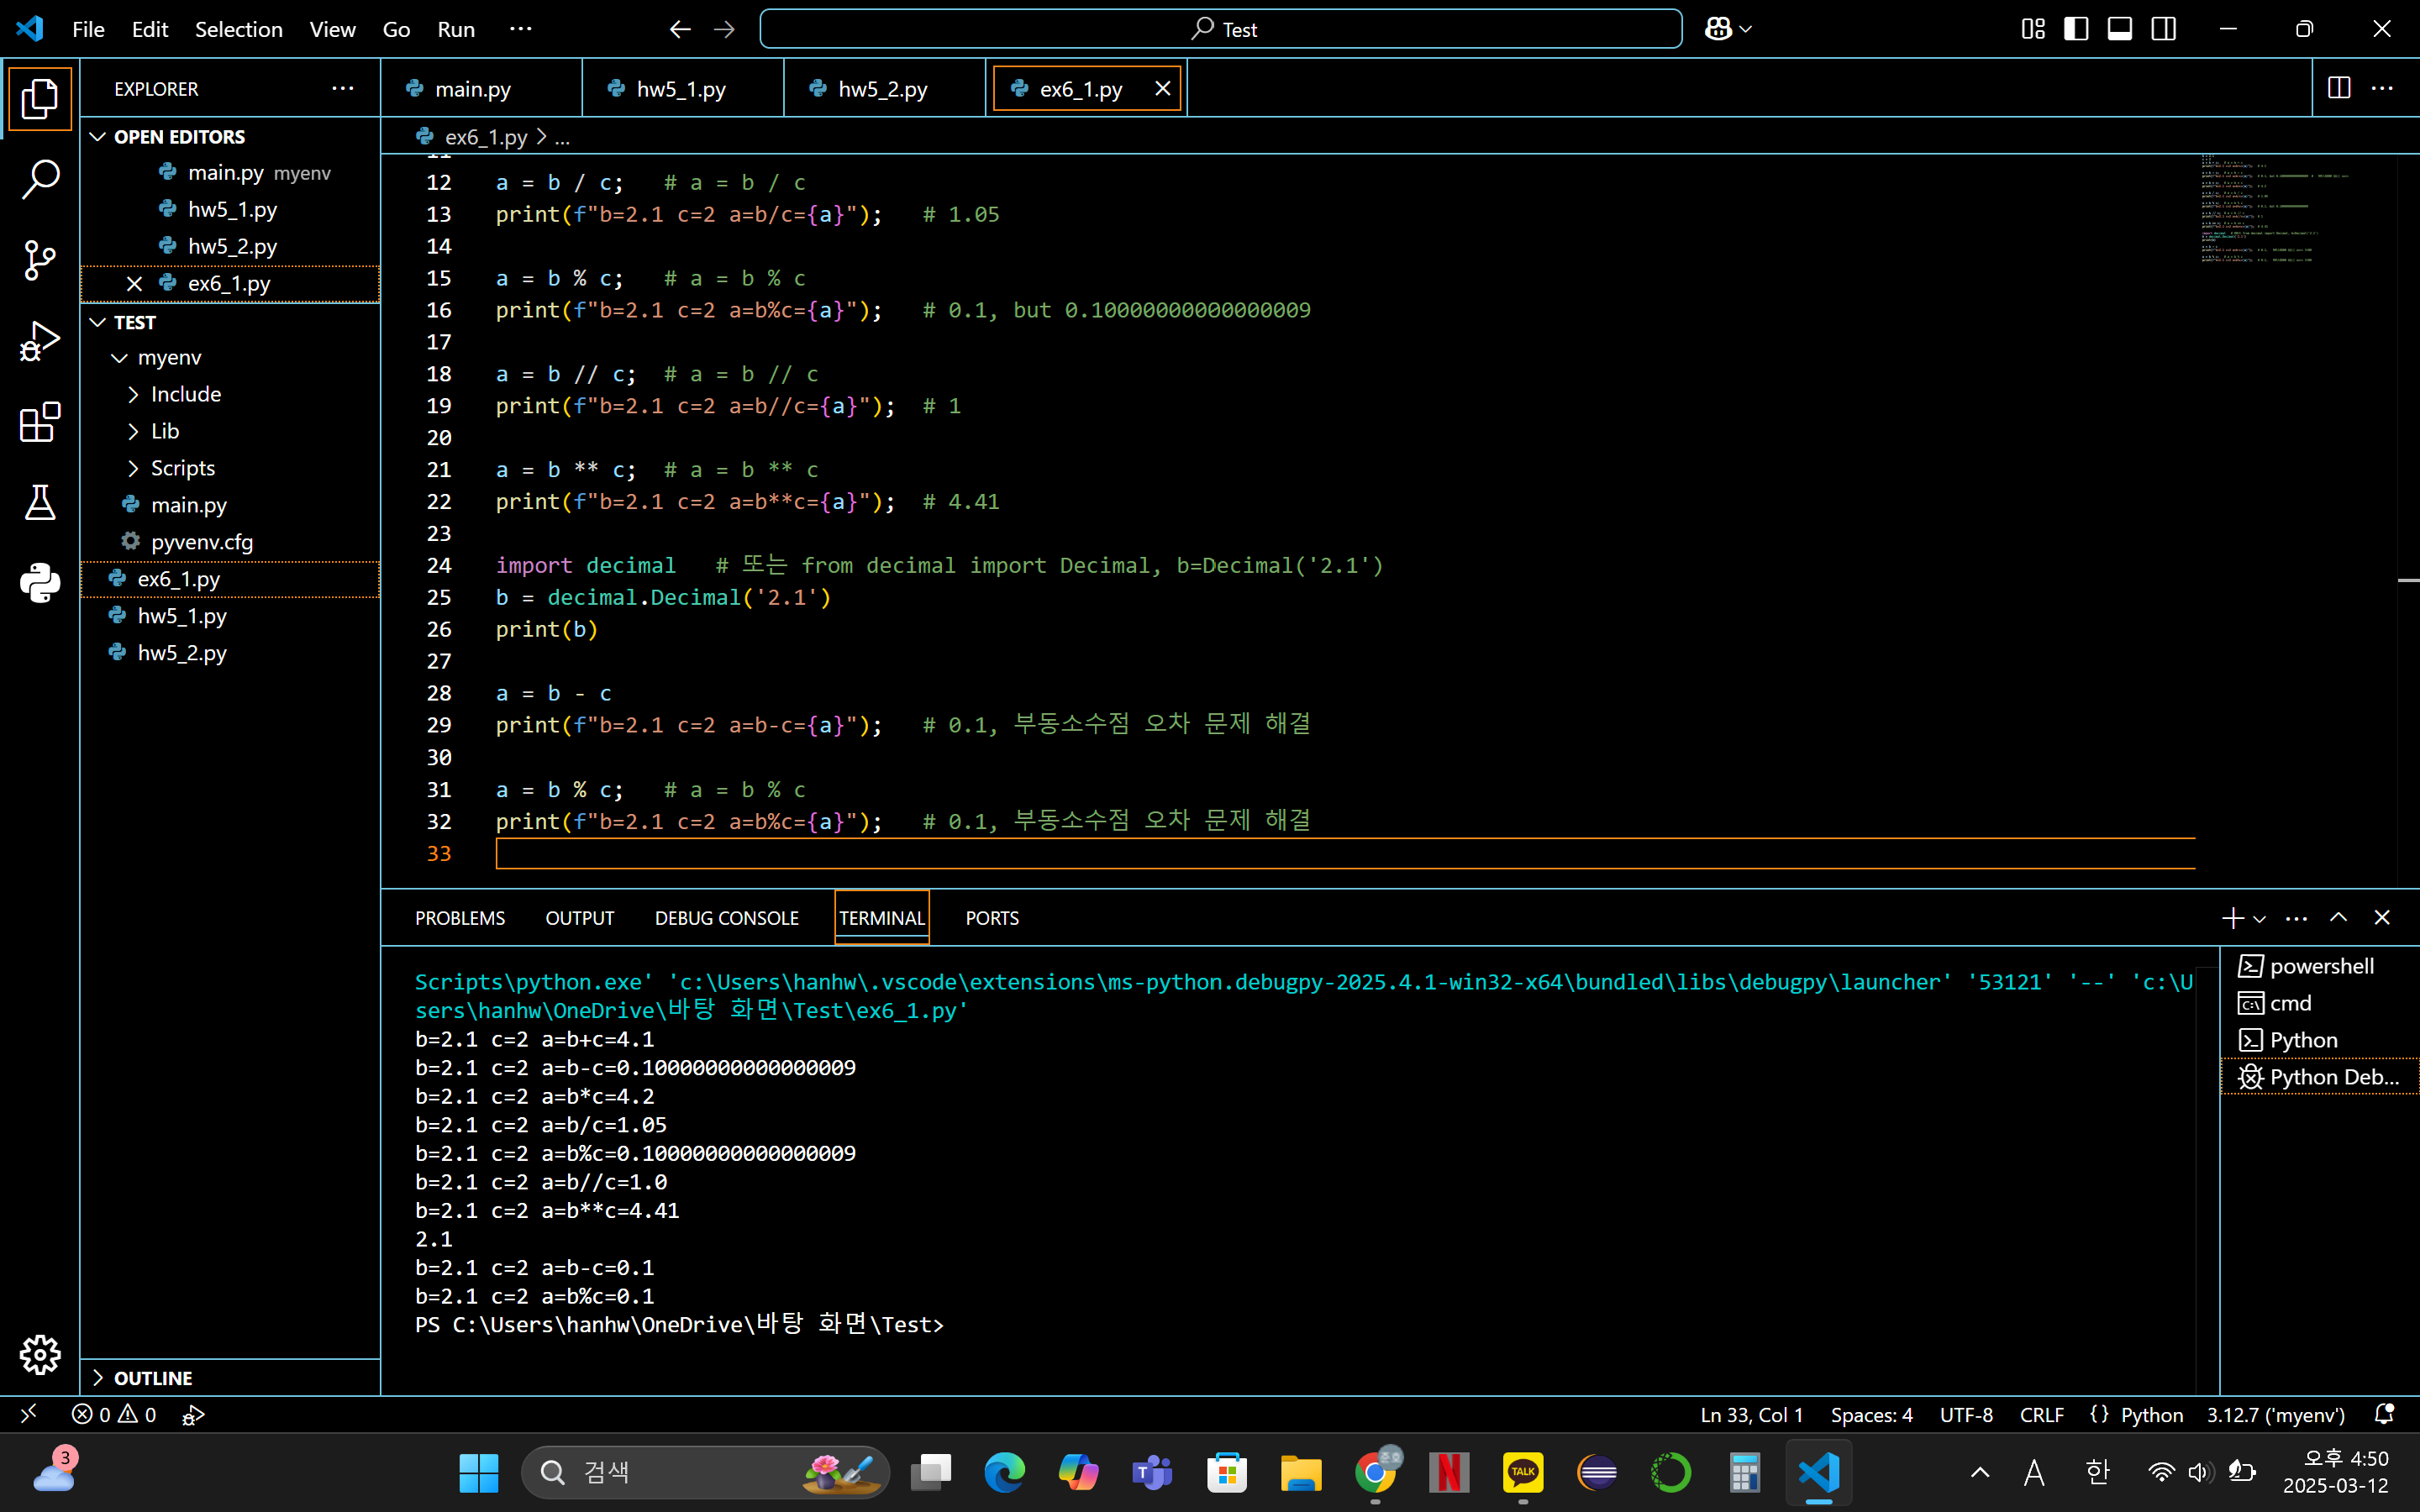 File Edit Selection View Go Run ···
Test
EXPLORER ···
main.py hw5_1.py hw5_2.py ex6_1.py
ex6_1.py > ...
OPEN EDITORS
main.py myenv
hw5_1.py
hw5_2.py
ex6_1.py
TEST
myenv
Include
Lib
Scripts
main.py
pyvenv.cfg
ex6_1.py
hw5_1.py
hw5_2.py
OUTLINE
12 a = b / c;   # a = b / c
13 print(f"b=2.1 c=2 a=b/c={a}");   # 1.05
14
15 a = b % c;   # a = b % c
16 print(f"b=2.1 c=2 a=b%c={a}");   # 0.1, but 0.10000000000000009
17
18 a = b // c;  # a = b // c
19 print(f"b=2.1 c=2 a=b//c={a}");  # 1
20
21 a = b ** c;  # a = b ** c
22 print(f"b=2.1 c=2 a=b**c={a}");  # 4.41
23
24 import decimal   # 또는 from decimal import Decimal, b=Decimal('2.1')
25 b = decimal.Decimal('2.1')
26 print(b)
27
28 a = b - c
29 print(f"b=2.1 c=2 a=b-c={a}");   # 0.1, 부동소수점 오차 문제 해결
30
31 a = b % c;   # a = b % c
32 print(f"b=2.1 c=2 a=b%c={a}");   # 0.1, 부동소수점 오차 문제 해결
33
PROBLEMS OUTPUT DEBUG CONSOLE TERMINAL PORTS
Scripts\python.exe' 'c:\Users\hanhw\.vscode\extensions\ms-python.debugpy-2025.4.1-win32-x64\bundled\libs\debugpy\launcher' '53121' '--' 'c:\U
sers\hanhw\OneDrive\바탕 화면\Test\ex6_1.py'
b=2.1 c=2 a=b+c=4.1
b=2.1 c=2 a=b-c=0.10000000000000009
b=2.1 c=2 a=b*c=4.2
b=2.1 c=2 a=b/c=1.05
b=2.1 c=2 a=b%c=0.10000000000000009
b=2.1 c=2 a=b//c=1.0
b=2.1 c=2 a=b**c=4.41
2.1
b=2.1 c=2 a=b-c=0.1
b=2.1 c=2 a=b%c=0.1
PS C:\Users\hanhw\OneDrive\바탕 화면\Test>
powershell
cmd
Python
Python Deb...
0 0
Ln 33, Col 1 Spaces: 4 UTF-8 CRLF {} Python 3.12.7 ('myenv')
3
검색
T
N
TALK
A 한
오후 4:50
2025-03-12